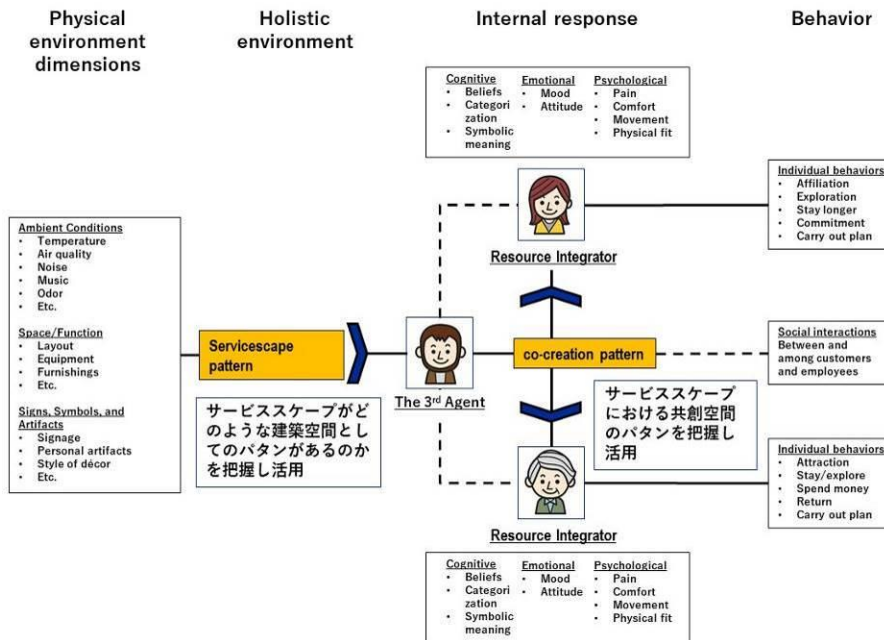 Physical
environment
dimensions
Holistic
environment
Internal response
Behavior
Cognitive
• Beliefs
• Categori
zation
• Symbolic
meaning
Emotional
• Mood
• Attitude
Psychological
• Pain
• Comfort
• Movement
• Physical fit
Ambient Conditions
• Temperature
• Air quality
• Noise
• Music
• Odor
• Etc.
Space/Function
• Layout
• Equipment
• Furnishings
• Etc.
Signs, Symbols, and
Artifacts
• Signage
• Personal artifacts
• Style of décor
• Etc.
Servicescape
pattern
サービススケープがど
のような建築空間とし
てのパタンがあるのか
を把握し活用
The 3rd Agent
Resource Integrator
co-creation pattern
サービススケープ
における共創空間
のパタンを把握し
活用
Resource Integrator
Individual behaviors
• Affiliation
• Exploration
• Stay longer
• Commitment
• Carry out plan
Social interactions
Between and
among customers
and employees
Individual behaviors
• Attraction
• Stay/explore
• Spend money
• Return
• Carry out plan
Cognitive
• Beliefs
• Categori
zation
• Symbolic
meaning
Emotional
• Mood
• Attitude
Psychological
• Pain
• Comfort
• Movement
• Physical fit